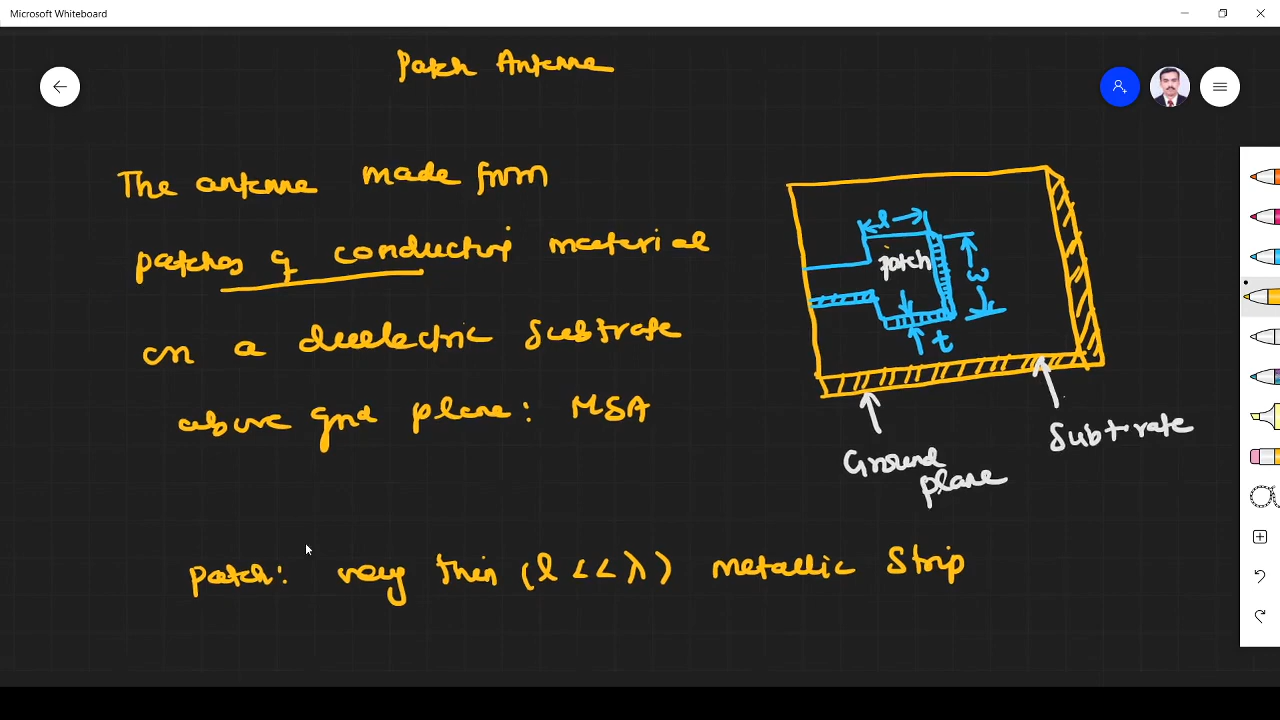 Microsoft Whiteboard
Patch Antenna
The antenna made from
patches of conducting material
on a dielectric Substrate
above gnd plane: MSA
patch: very thin (l << λ) metallic Strip
l
patch
w
t
Ground
plane
Substrate